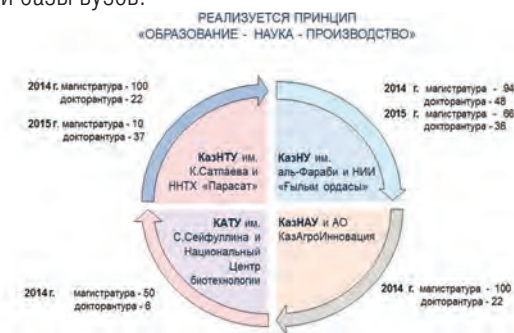 и базы вузов.
РЕАЛИЗУЕТСЯ ПРИНЦИП
«ОБРАЗОВАНИЕ - НАУКА - ПРОИЗВОДСТВО»
2014 г. магистратура - 100
докторантура - 22
2015 г. магистратура - 10
докторантура - 37
2014 г. магистратура - 94
докторантура - 48
2015 г. магистратура - 66
докторантура - 36
КазНТУ им.
К.Сатпаева и
ННТХ «Парасат»
КазНУ им.
аль-Фараби и НИИ
«Ғылым ордасы»
КАТУ им.
С.Сейфуллина и
Национальный
Центр
биотехнологии
КазНАУ и АО
КазАгроИнновация
2014 г. магистратура - 50
докторантура - 6
2014 г. магистратура - 100
докторантура - 22